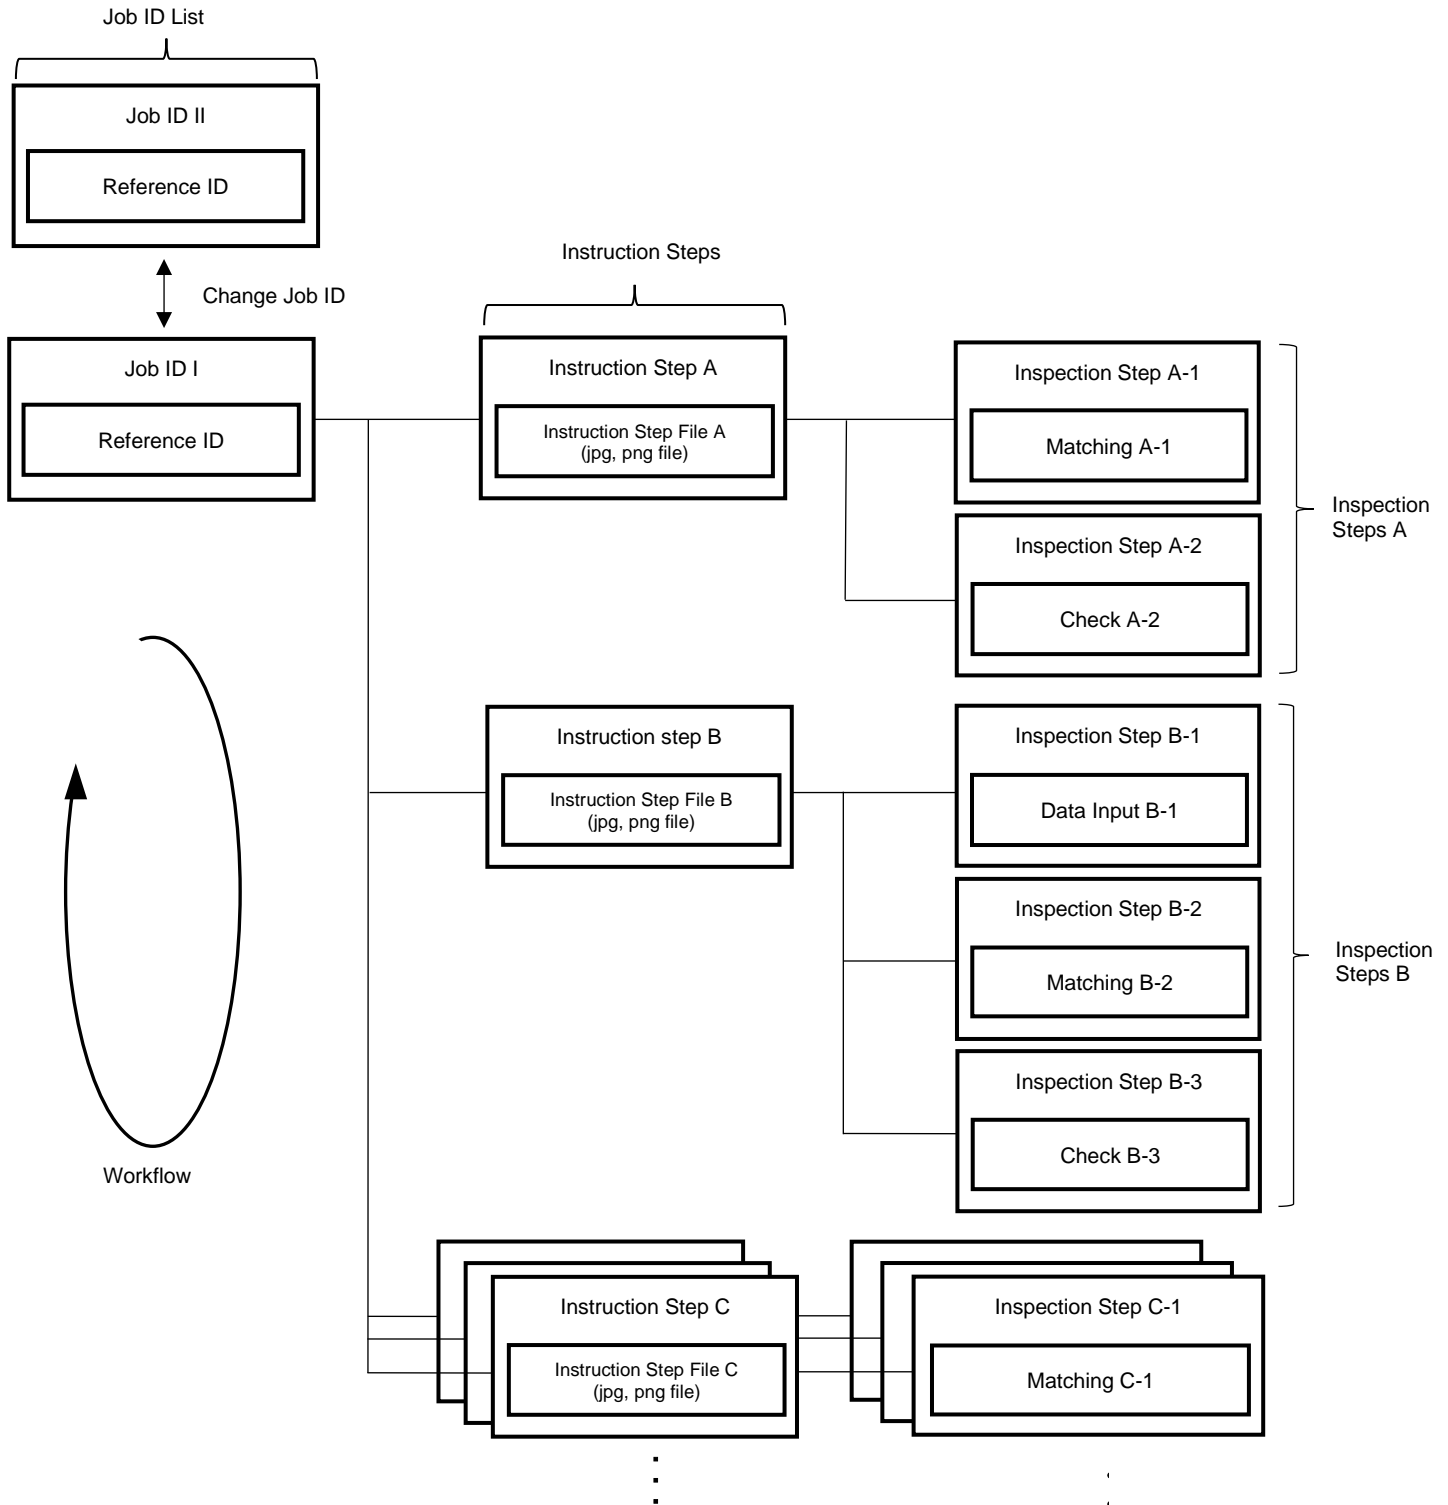 Job ID List
Job ID II
Reference ID
Change Job ID
Job ID I
Reference ID
Instruction Steps
Instruction Step A
Instruction Step File A
(jpg, png file)
Inspection Step A-1
Matching A-1
Inspection Step A-2
Check A-2
Inspection
Steps A
Instruction step B
Instruction Step File B
(jpg, png file)
Inspection Step B-1
Data Input B-1
Inspection Step B-2
Matching B-2
Inspection Step B-3
Check B-3
Inspection
Steps B
Workflow
Instruction Step C
Instruction Step File C
(jpg, png file)
Inspection Step C-1
Matching C-1